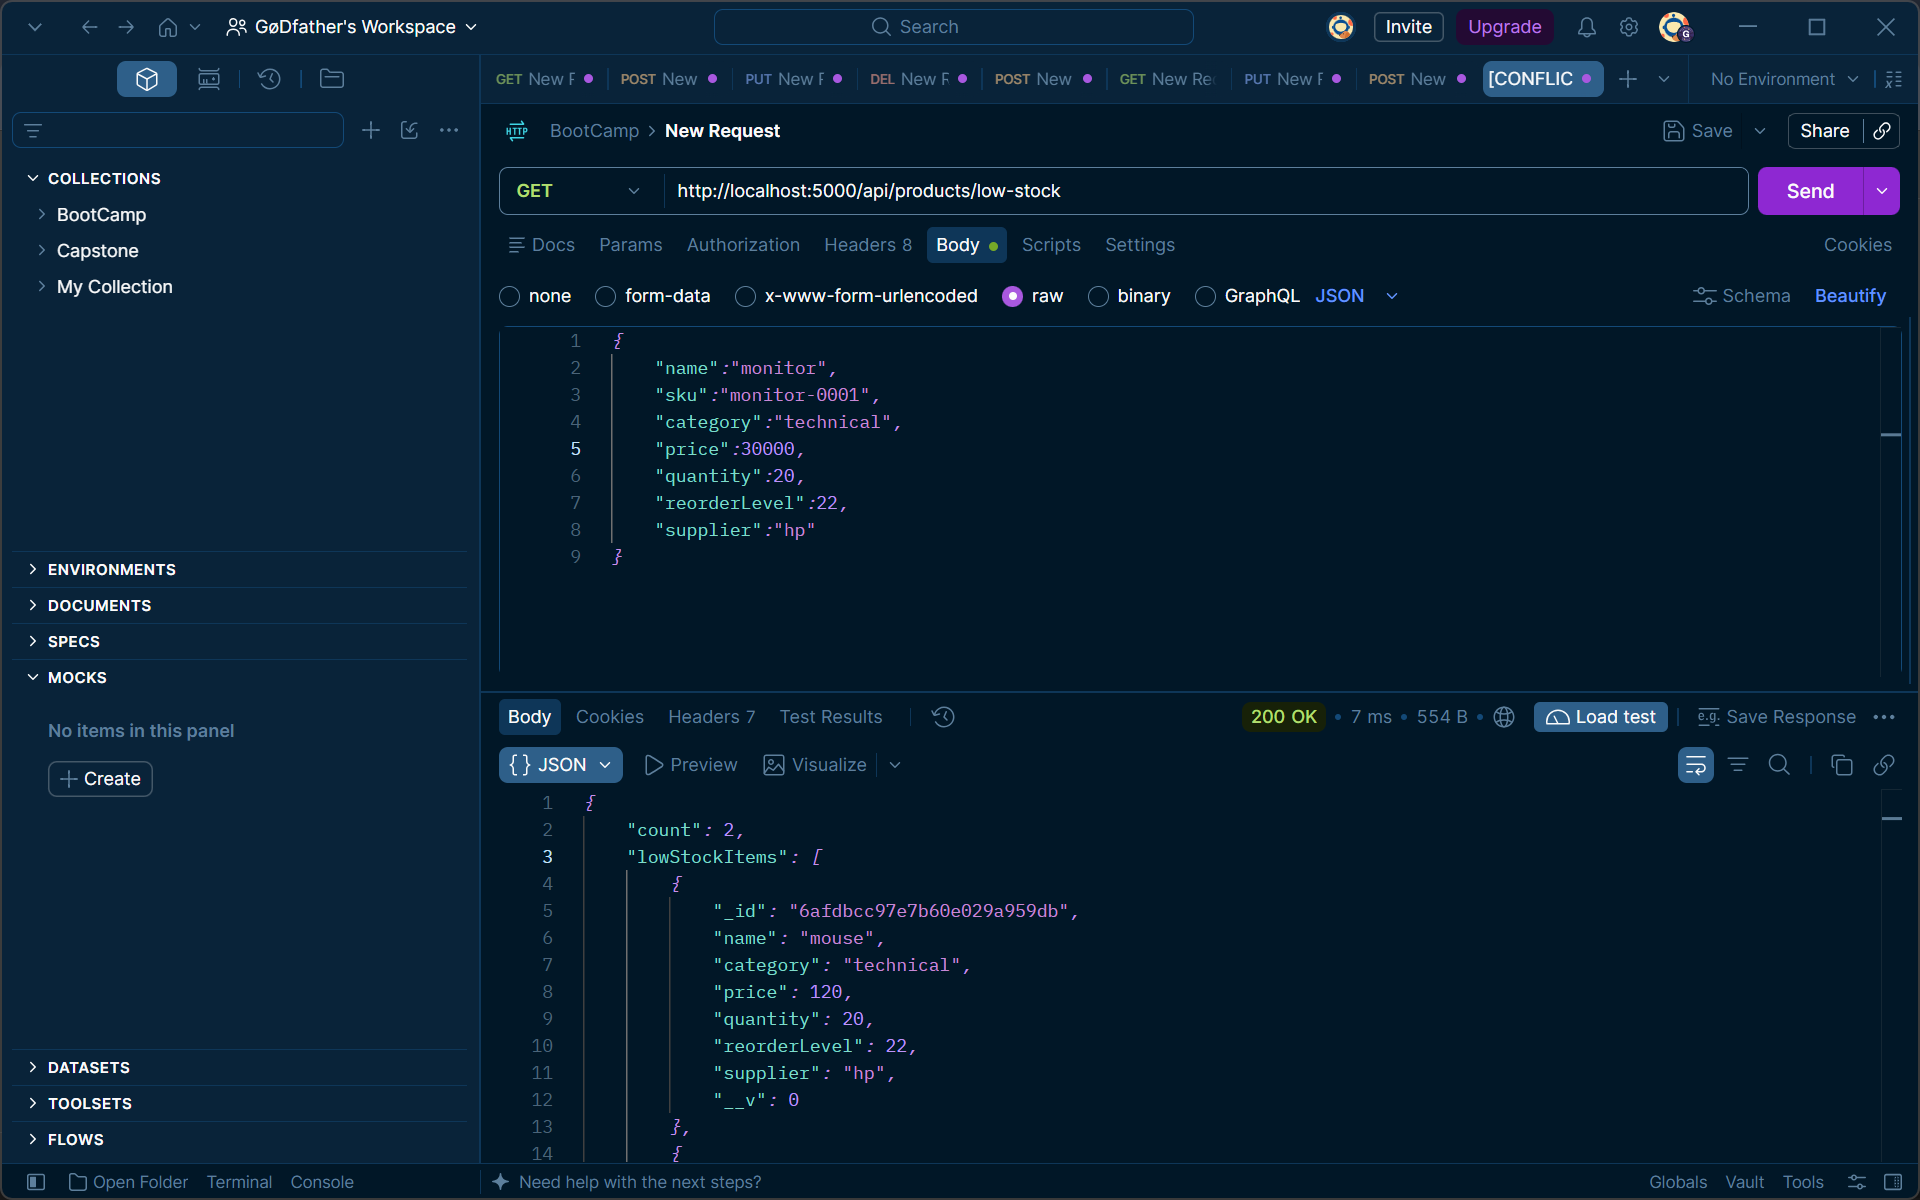 GøDfather's Workspace
Search
Invite
Upgrade
GET New F
POST New
PUT New F
DEL New R
POST New
GET New Re
PUT New F
POST New
[CONFLIC
No Environment
HTTP
BootCamp > New Request
Save
Share
COLLECTIONS
BootCamp
Capstone
My Collection
GET
http://localhost:5000/api/products/low-stock
Send
Docs
Params
Authorization
Headers 8
Body
Scripts
Settings
Cookies
none
form-data
x-www-form-urlencoded
raw
binary
GraphQL
JSON
Schema
Beautify
1 {
2 "name":"monitor",
3 "sku":"monitor-0001",
4 "category":"technical",
5 "price":30000,
6 "quantity":20,
7 "reorderLevel":22,
8 "supplier":"hp"
9 }
ENVIRONMENTS
DOCUMENTS
SPECS
MOCKS
No items in this panel
Create
DATASETS
TOOLSETS
FLOWS
Body
Cookies
Headers 7
Test Results
200 OK • 7 ms • 554 B •
Load test
e.g. Save Response
{} JSON
Preview
Visualize
1 {
2 "count": 2,
3 "lowStockItems": [
4 {
5 "_id": "6afdbcc97e7b60e029a959db",
6 "name": "mouse",
7 "category": "technical",
8 "price": 120,
9 "quantity": 20,
10 "reorderLevel": 22,
11 "supplier": "hp",
12 "__v": 0
13 },
14 {
Open Folder
Terminal
Console
Need help with the next steps?
Globals
Vault
Tools